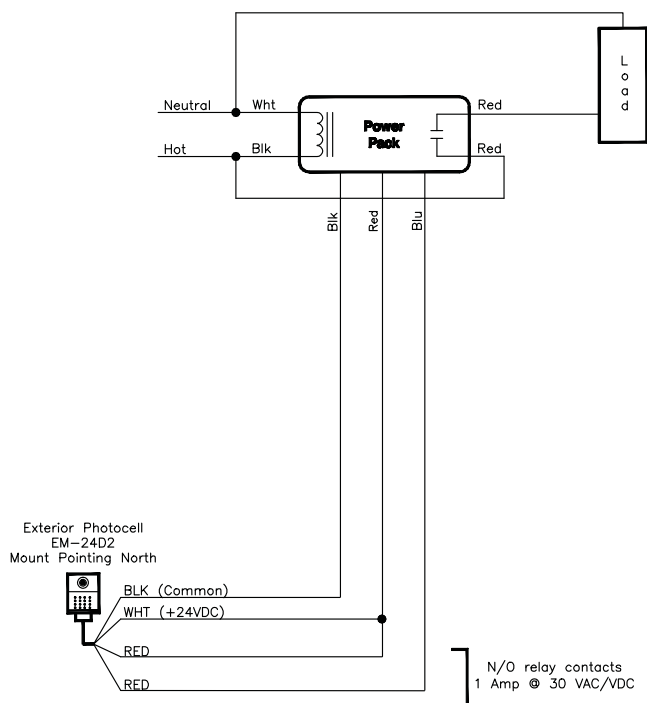 Neutral
Wht
Hot
Blk
Power
Pack
Red
Red
Load
Blk
Red
Blu
Exterior Photocell
EM-24D2
Mount Pointing North
BLK (Common)
WHT (+24VDC)
RED
RED
N/O relay contacts
1 Amp @ 30 VAC/VDC